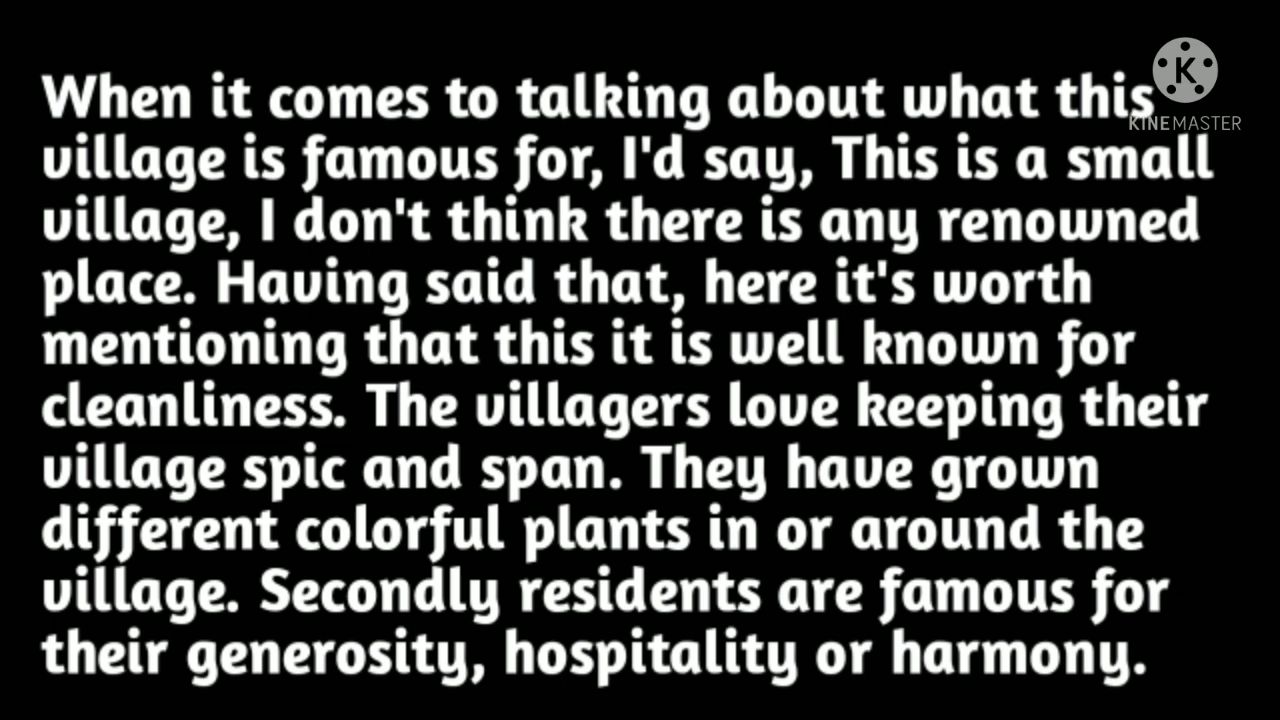 When it comes to talking about what this
village is famous for, I'd say, This is a small
village, I don't think there is any renowned
place. Having said that, here it's worth
mentioning that this it is well known for
cleanliness. The villagers love keeping their
village spic and span. They have grown
different colorful plants in or around the
village. Secondly residents are famous for
their generosity, hospitality or harmony.
K
KINEMASTER